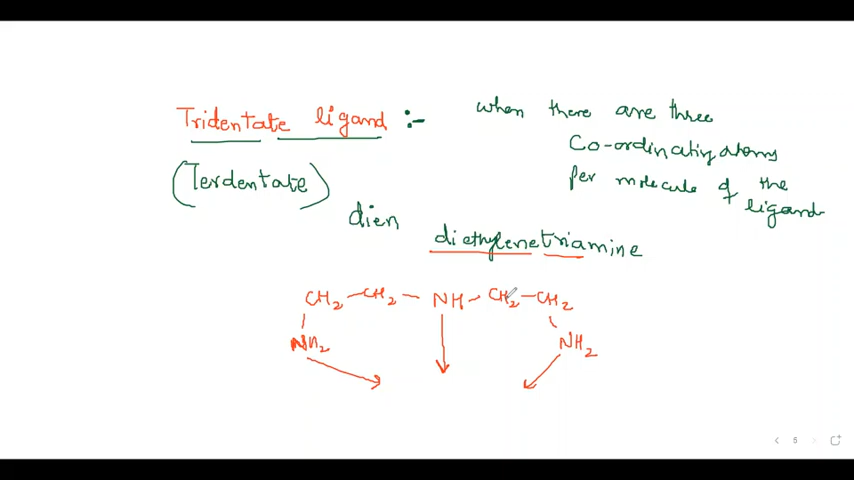 Tridentate ligand :- when there are three
Co-ordinating atoms
(Terdentate) Per molecule of the
ligand
dien
diethylenetriamine
CH2 - CH2 - NH - CH2 - CH2
NH2 NH2
5